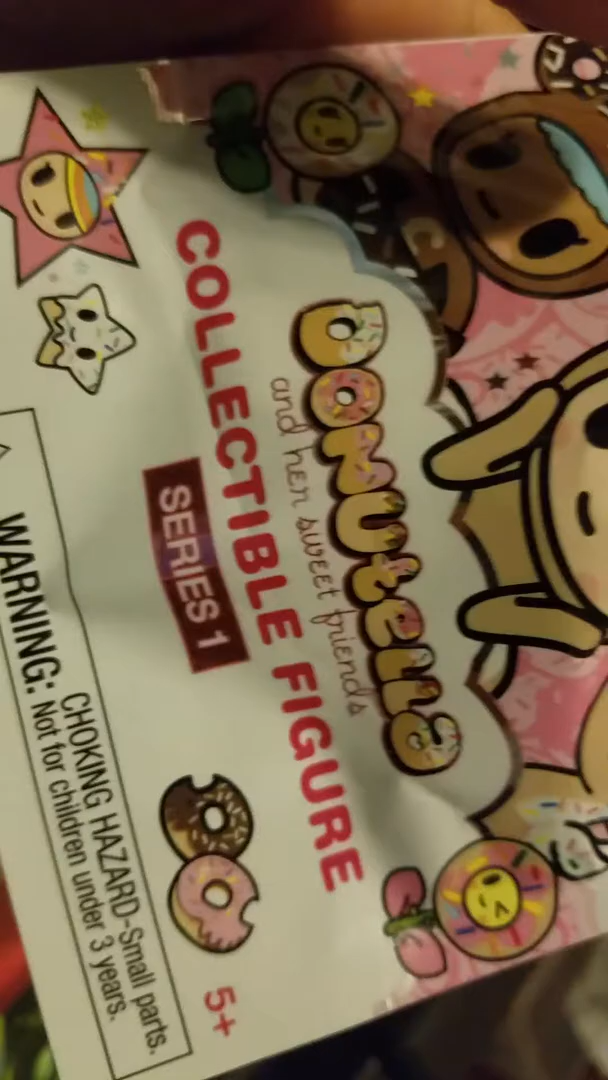 DONUtella
and her sweet friends
COLLECTIBLE FIGURE
SERIES 1
5+
WARNING: CHOKING HAZARD-Small parts.
Not for children under 3 years.